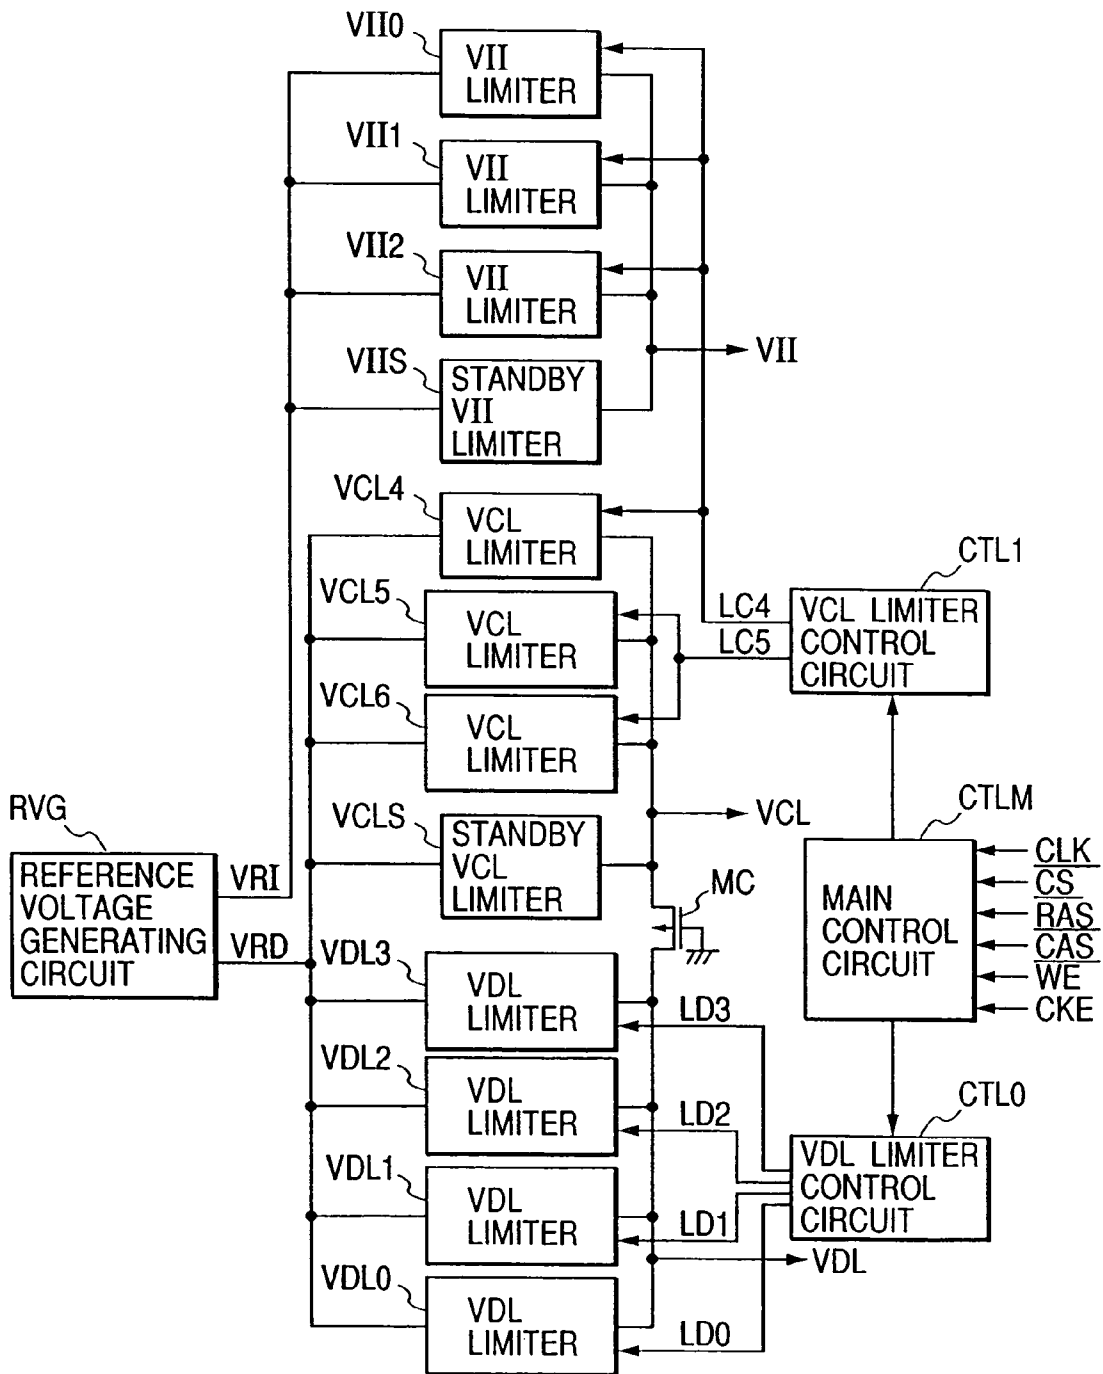 VII0
VII
LIMITER
VII1
VII
LIMITER
VII2
VII
LIMITER
VII
VIIS
STANDBY
VII
LIMITER
VCL4
VCL
LIMITER
VCL5
VCL
LIMITER
LC4
LC5
CTL1
VCL LIMITER
CONTROL
CIRCUIT
VCL6
VCL
LIMITER
VCL
VCLS
STANDBY
VCL
LIMITER
MC
RVG
REFERENCE
VOLTAGE
GENERATING
CIRCUIT
VRI
VRD
CTLM
MAIN
CONTROL
CIRCUIT
CLK
CS
RAS
CAS
WE
CKE
VDL3
VDL
LIMITER
LD3
VDL2
VDL
LIMITER
LD2
CTL0
VDL LIMITER
CONTROL
CIRCUIT
VDL1
VDL
LIMITER
LD1
VDL
VDL0
VDL
LIMITER
LD0